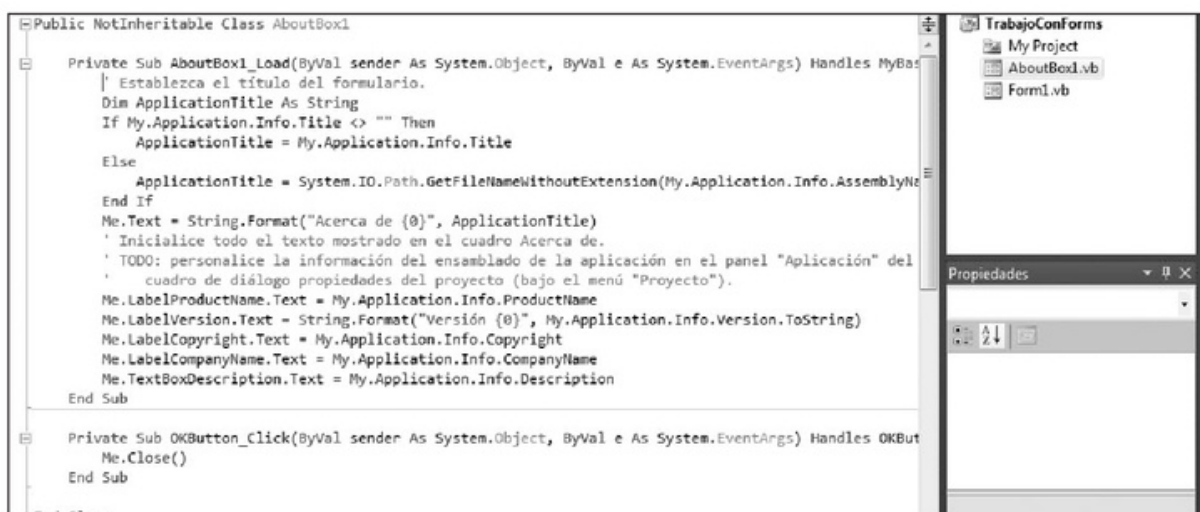 Public NotInheritable Class AboutBox1
Private Sub AboutBox1_Load(ByVal sender As System.Object, ByVal e As System.EventArgs) Handles MyBas
' Establezca el título del formulario.
Dim ApplicationTitle As String
If My.Application.Info.Title <> "" Then
ApplicationTitle = My.Application.Info.Title
Else
ApplicationTitle = System.IO.Path.GetFileNameWithoutExtension(My.Application.Info.AssemblyNa
End If
Me.Text = String.Format("Acerca de {0}", ApplicationTitle)
' Inicialice todo el texto mostrado en el cuadro Acerca de.
' TODO: personalice la información del ensamblado de la aplicación en el panel "Aplicación" del
' cuadro de diálogo propiedades del proyecto (bajo el menú "Proyecto").
Me.LabelProductName.Text = My.Application.Info.ProductName
Me.LabelVersion.Text = String.Format("Versión {0}", My.Application.Info.Version.ToString)
Me.LabelCopyright.Text = My.Application.Info.Copyright
Me.LabelCompanyName.Text = My.Application.Info.CompanyName
Me.TextBoxDescription.Text = My.Application.Info.Description
End Sub
Private Sub OKButton_Click(ByVal sender As System.Object, ByVal e As System.EventArgs) Handles OKBut
Me.Close()
End Sub
TrabajoConForms
My Project
AboutBox1.vb
Form1.vb
Propiedades